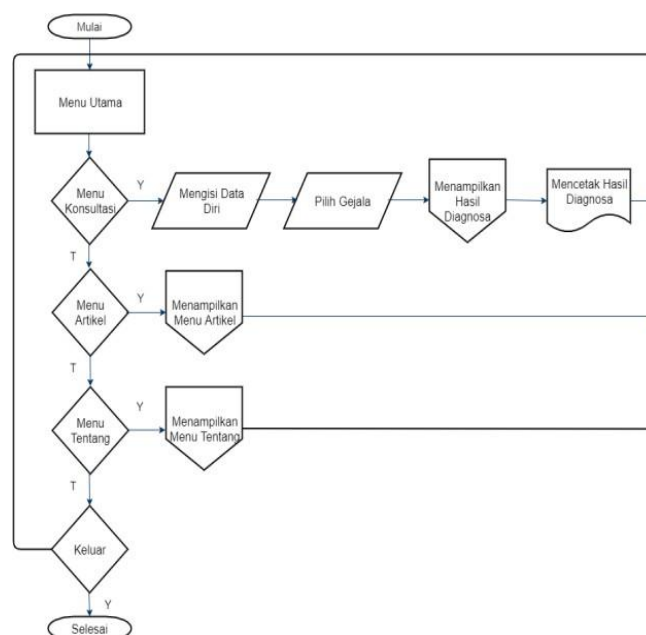 Mulai
Menu Utama
Menu
Konsultasi
Y
Mengisi Data
Diri
Pilih Gejala
Menampilkan
Hasil
Diagnosa
Mencetak Hasil
Diagnosa
T
Menu
Artikel
Y
Menampilkan
Menu Artikel
T
Menu
Tentang
Y
Menampilkan
Menu Tentang
T
Keluar
Y
Selesai